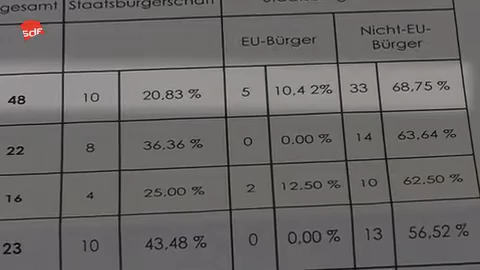 gesamt Staatsbürgerschaft
sdf
EU-Bürger
Nicht-EU-
Bürger
48 10 20,83 % 5 10,4 2% 33 68,75 %
22 8 36,36 % 0 0,00 % 14 63,64 %
16 4 25,00 % 2 12,50 % 10 62,50 %
23 10 43,48 % 0 0,00 % 13 56,52 %